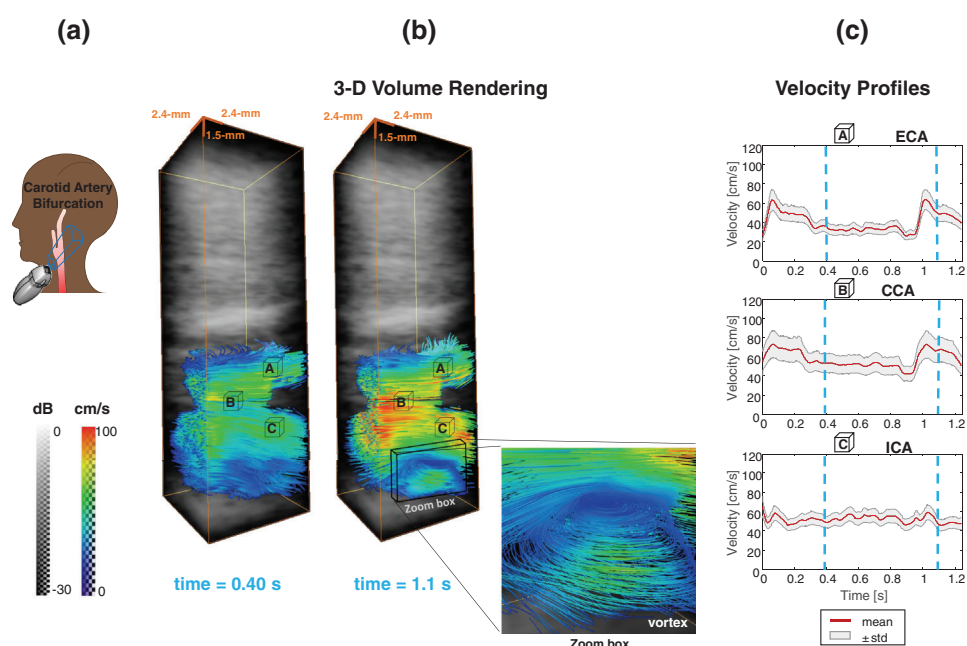 (a)
(b)
(c)
3-D Volume Rendering
Velocity Profiles
2.4-mm
2.4-mm
1.5-mm
2.4-mm
2.4-mm
1.5-mm
Carotid Artery
Bifurcation
A
B
C
A
B
C
Zoom box
dB
cm/s
0
100
-30
0
time = 0.40 s
time = 1.1 s
vortex
Zoom box
A
ECA
Velocity [cm/s]
120
100
80
60
40
20
0
0
0.2
0.4
0.6
0.8
1
1.2
B
CCA
Velocity [cm/s]
120
100
80
60
40
20
0
0
0.2
0.4
0.6
0.8
1
1.2
C
ICA
Velocity [cm/s]
120
100
80
60
40
20
0
0
0.2
0.4
0.6
0.8
1
1.2
Time [s]
mean
±std